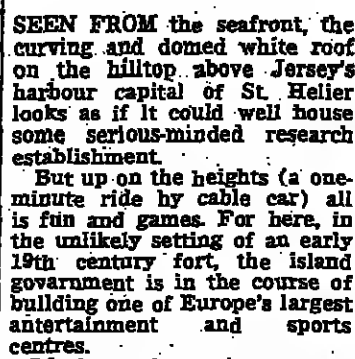 SEEN FROM the seafront, the
curving and domed white roof
on the hilltop above Jersey's
harbour capital of St. Helier
looks as if it could well house
some serious-minded research
establishment.
But up on the heights (a one-
minute ride by cable car) all
is fun and games. For here, in
the unlikely setting of an early
19th century fort, the island
govarnment is in the course of
building one of Europe's largest
antertainment and sports
centres.